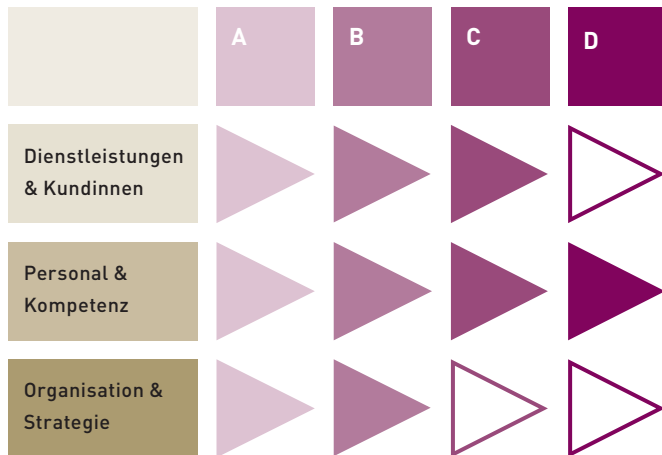 A
B
C
D
Dienstleistungen
& Kundinnen
Personal &
Kompetenz
Organisation &
Strategie